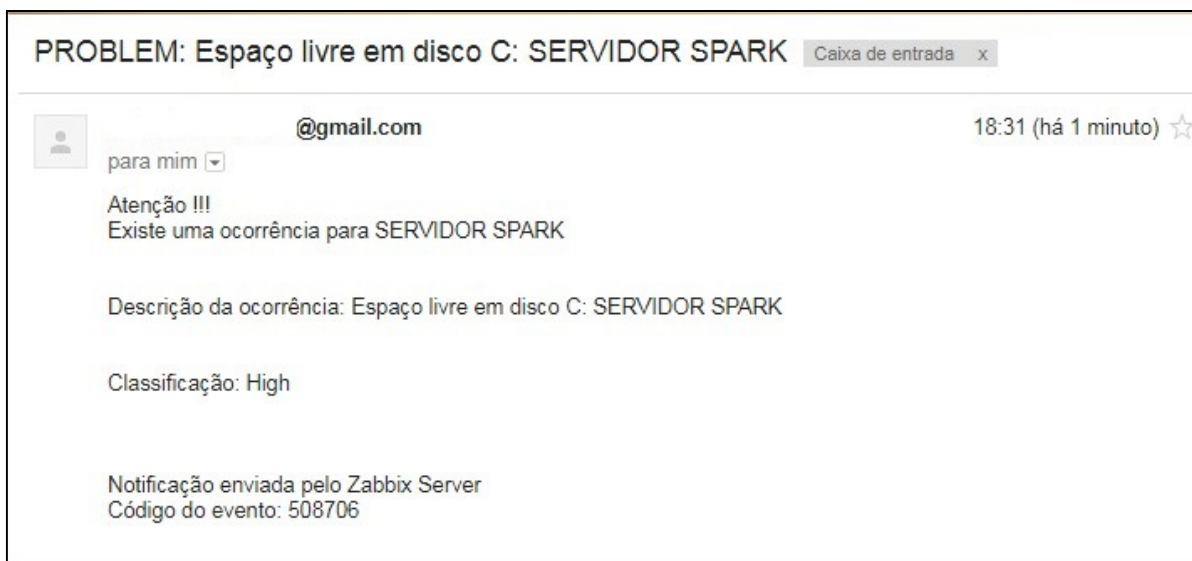 PROBLEM: Espaço livre em disco C: SERVIDOR SPARK Caixa de entrada x
@gmail.com 18:31 (há 1 minuto)
para mim
Atenção !!!
Existe uma ocorrência para SERVIDOR SPARK
Descrição da ocorrência: Espaço livre em disco C: SERVIDOR SPARK
Classificação: High
Notificação enviada pelo Zabbix Server
Código do evento: 508706